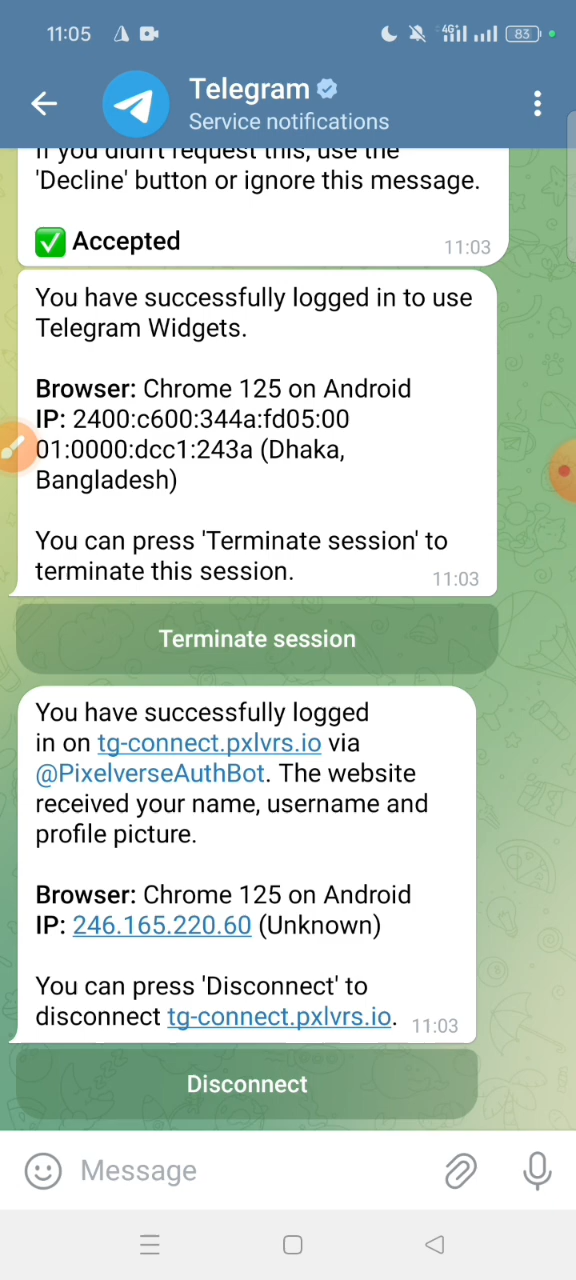 11:05
4G+
83
Telegram
Service notifications
If you didn't request this, use the
'Decline' button or ignore this message.
✅ Accepted
11:03
You have successfully logged in to use
Telegram Widgets.
Browser: Chrome 125 on Android
IP: 2400:c600:344a:fd05:00
01:0000:dcc1:243a (Dhaka,
Bangladesh)
You can press 'Terminate session' to
terminate this session.
11:03
Terminate session
You have successfully logged
in on tg-connect.pxlvrs.io via
@PixelverseAuthBot. The website
received your name, username and
profile picture.
Browser: Chrome 125 on Android
IP: 246.165.220.60 (Unknown)
You can press 'Disconnect' to
disconnect tg-connect.pxlvrs.io.
11:03
Disconnect
Message